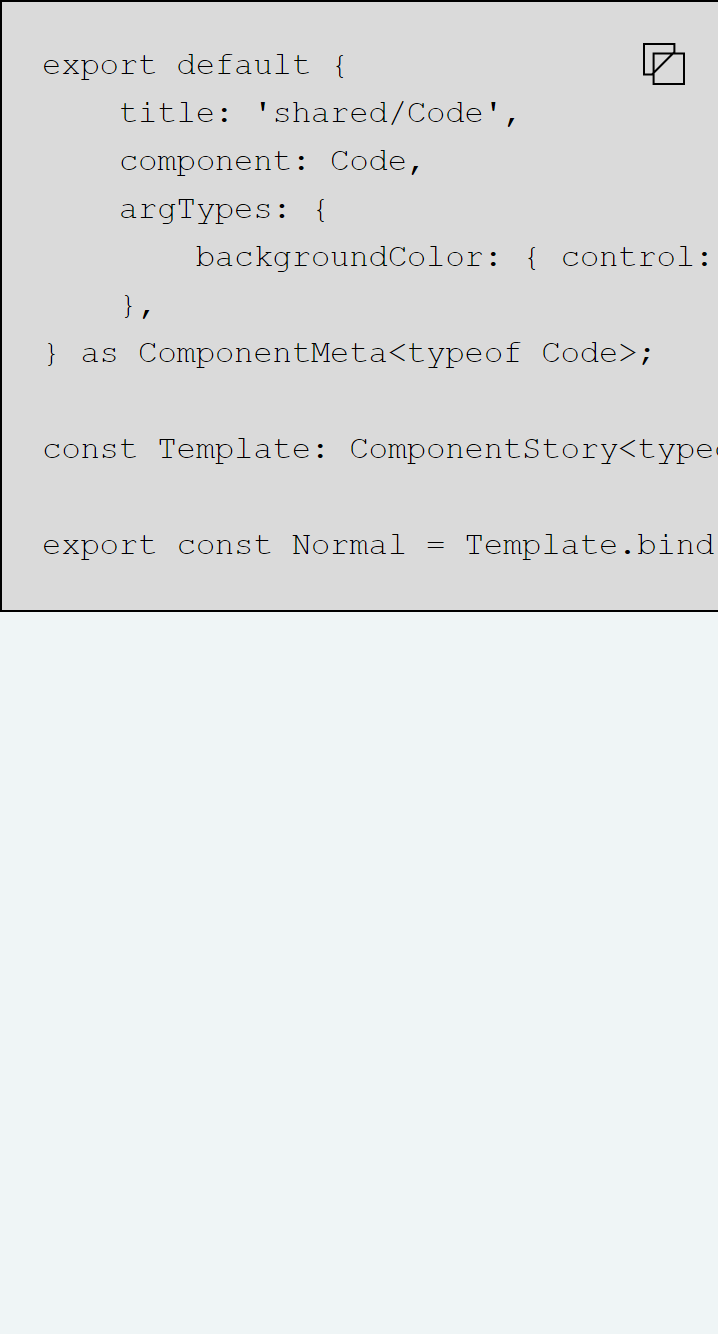 export default {
    title: 'shared/Code',
    component: Code,
    argTypes: {
        backgroundColor: { control:
    },
} as ComponentMeta<typeof Code>;
const Template: ComponentStory<type
export const Normal = Template.bind